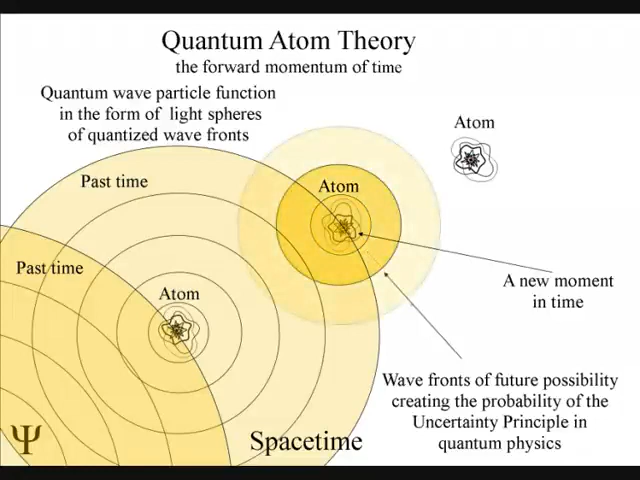 Quantum Atom Theory
the forward momentum of time
Quantum wave particle function
in the form of light spheres
of quantized wave fronts
Atom
Past time
Atom
Past time
Atom
A new moment
in time
Wave fronts of future possibility
creating the probability of the
Uncertainty Principle in
quantum physics
Ψ
Spacetime